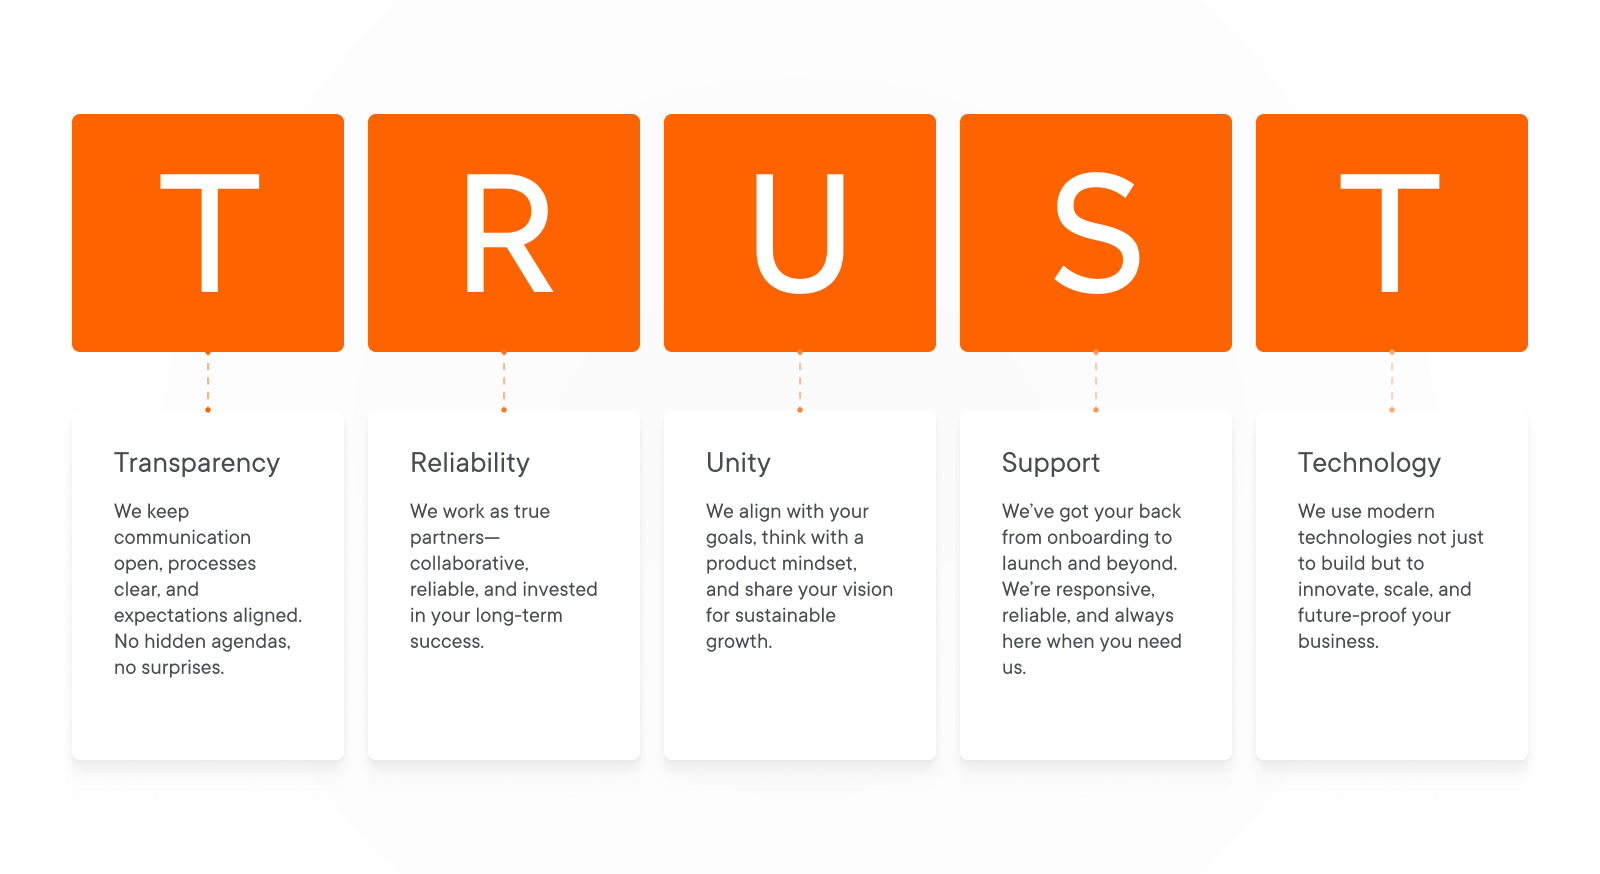 T R U S T
Transparency
We keep
communication
open, processes
clear, and
expectations aligned.
No hidden agendas,
no surprises.
Reliability
We work as true
partners—
collaborative,
reliable, and invested
in your long-term
success.
Unity
We align with your
goals, think with a
product mindset,
and share your vision
for sustainable
growth.
Support
We’ve got your back
from onboarding to
launch and beyond.
We’re responsive,
reliable, and always
here when you need
us.
Technology
We use modern
technologies not just
to build but to
innovate, scale, and
future-proof your
business.